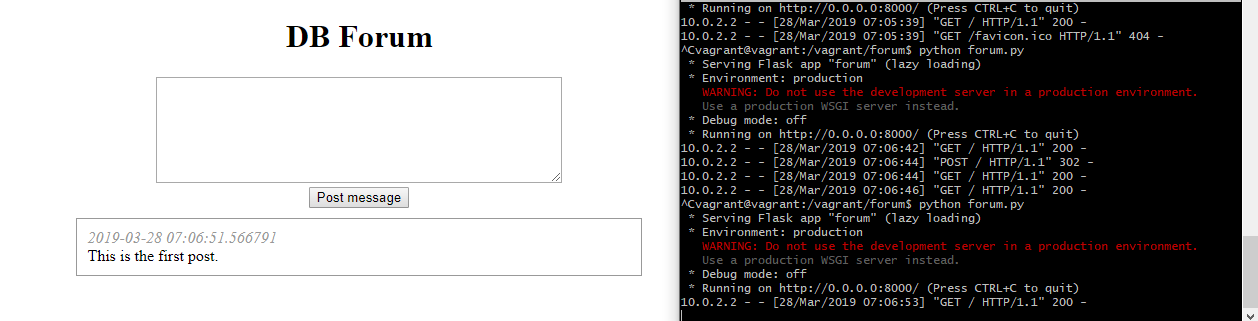 DB Forum
Post message
2019-03-28 07:06:51.566791
This is the first post.
* Running on http://0.0.0.0:8000/ (Press CTRL+C to quit)
10.0.2.2 - - [28/Mar/2019 07:05:39] "GET / HTTP/1.1" 200 -
10.0.2.2 - - [28/Mar/2019 07:05:39] "GET /favicon.ico HTTP/1.1" 404 -
^Cvagrant@vagrant:/vagrant/forum$ python forum.py
* Serving Flask app "forum" (lazy loading)
* Environment: production
WARNING: Do not use the development server in a production environment.
Use a production WSGI server instead.
* Debug mode: off
* Running on http://0.0.0.0:8000/ (Press CTRL+C to quit)
10.0.2.2 - - [28/Mar/2019 07:06:42] "GET / HTTP/1.1" 200 -
10.0.2.2 - - [28/Mar/2019 07:06:44] "POST / HTTP/1.1" 302 -
10.0.2.2 - - [28/Mar/2019 07:06:44] "GET / HTTP/1.1" 200 -
10.0.2.2 - - [28/Mar/2019 07:06:46] "GET / HTTP/1.1" 200 -
^Cvagrant@vagrant:/vagrant/forum$ python forum.py
* Serving Flask app "forum" (lazy loading)
* Environment: production
WARNING: Do not use the development server in a production environment.
Use a production WSGI server instead.
* Debug mode: off
* Running on http://0.0.0.0:8000/ (Press CTRL+C to quit)
10.0.2.2 - - [28/Mar/2019 07:06:53] "GET / HTTP/1.1" 200 -